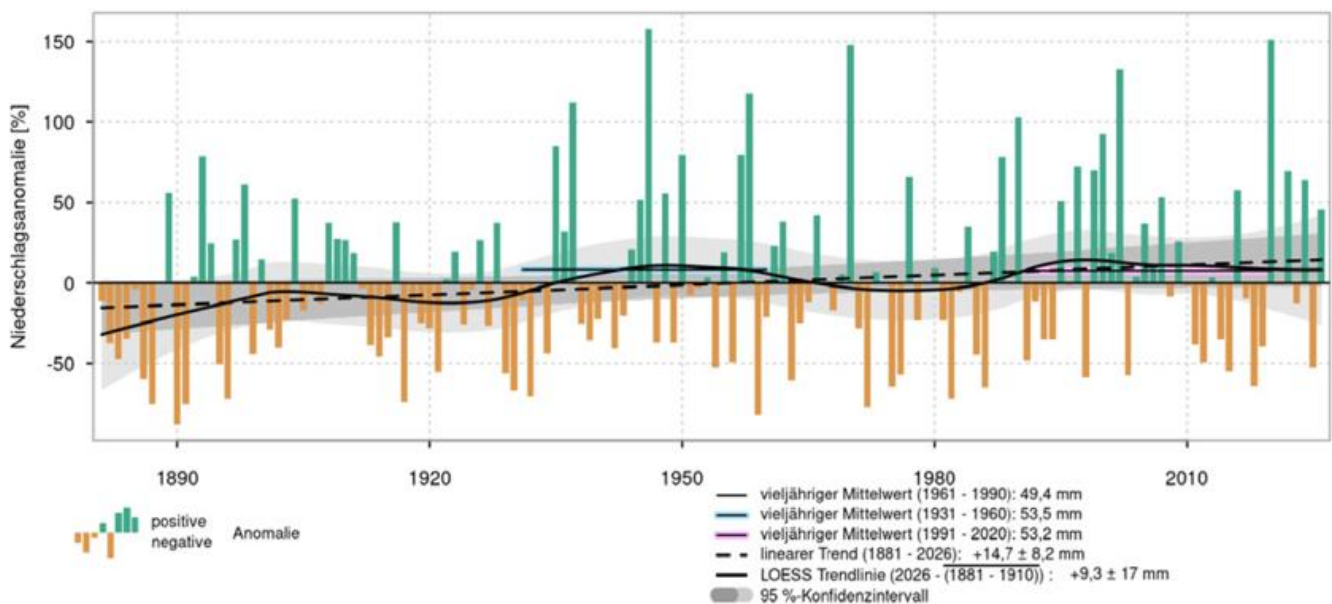 Niederschlagsanomalie [%]
150
100
50
0
-50
1890
1920
1950
1980
2010
positive
negative
Anomalie
vieljähriger Mittelwert (1961 - 1990): 49,4 mm
vieljähriger Mittelwert (1931 - 1960): 53,5 mm
vieljähriger Mittelwert (1991 - 2020): 53,2 mm
linearer Trend (1881 - 2026): +14,7 ± 8,2 mm
LOESS Trendlinie (2026 - (1881 - 1910)) : +9,3 ± 17 mm
95 %-Konfidenzintervall